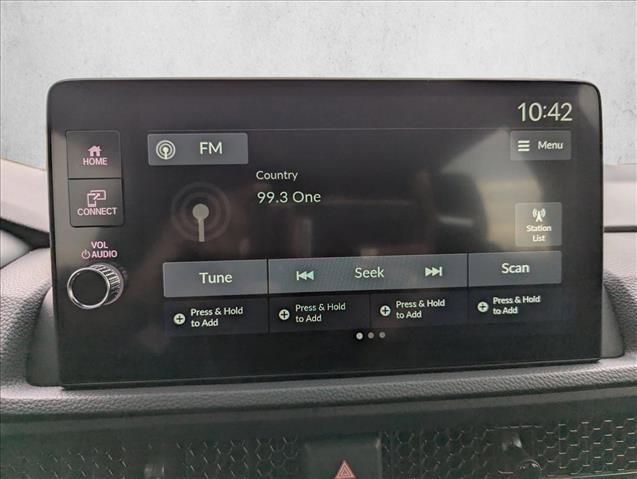 10:42
HOME
FM
Menu
Country
99.3 One
CONNECT
Station
List
VOL
AUDIO
Tune
Seek
Scan
Press & Hold
to Add
Press & Hold
to Add
Press & Hold
to Add
Press & Hold
to Add